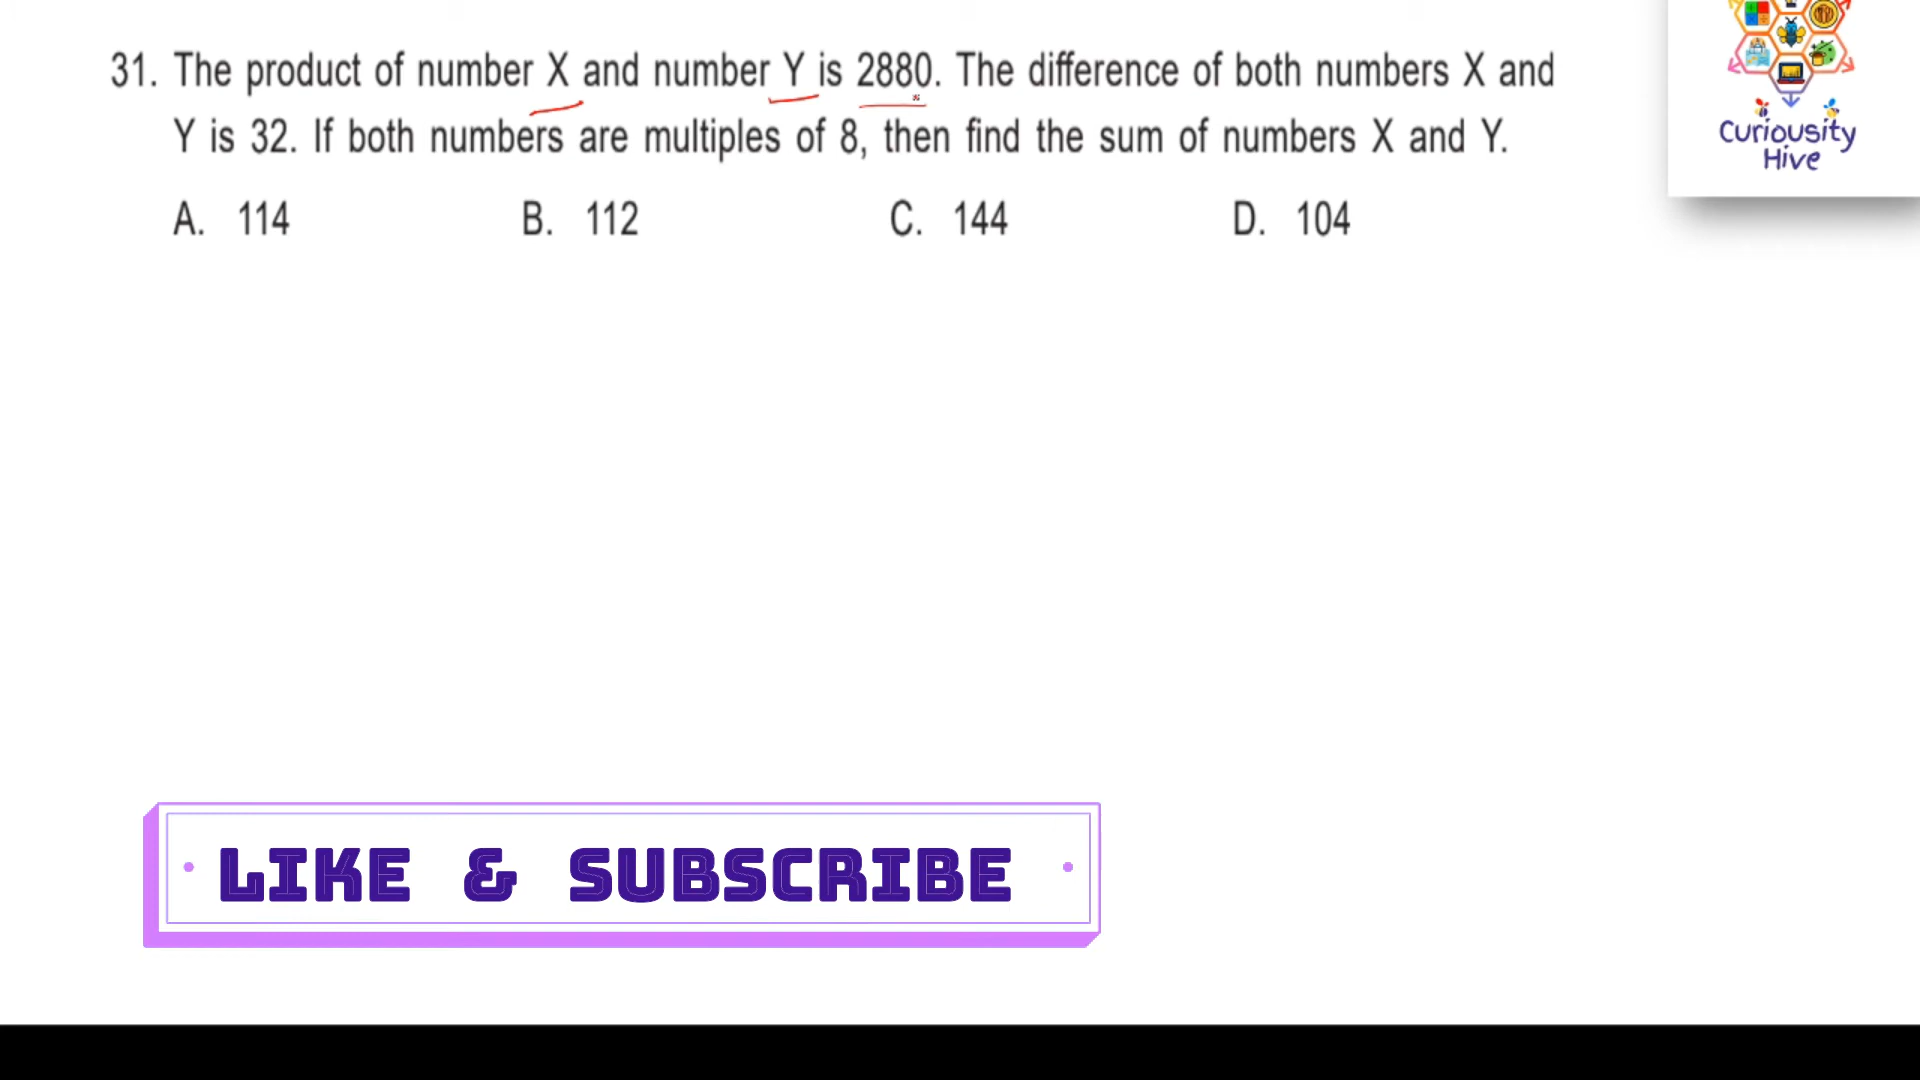 31. The product of number X and number Y is 2880. The difference of both numbers X and
Y is 32. If both numbers are multiples of 8, then find the sum of numbers X and Y.
A. 114 B. 112 C. 144 D. 104
Curiousity
Hive
LIKE & SUBSCRIBE